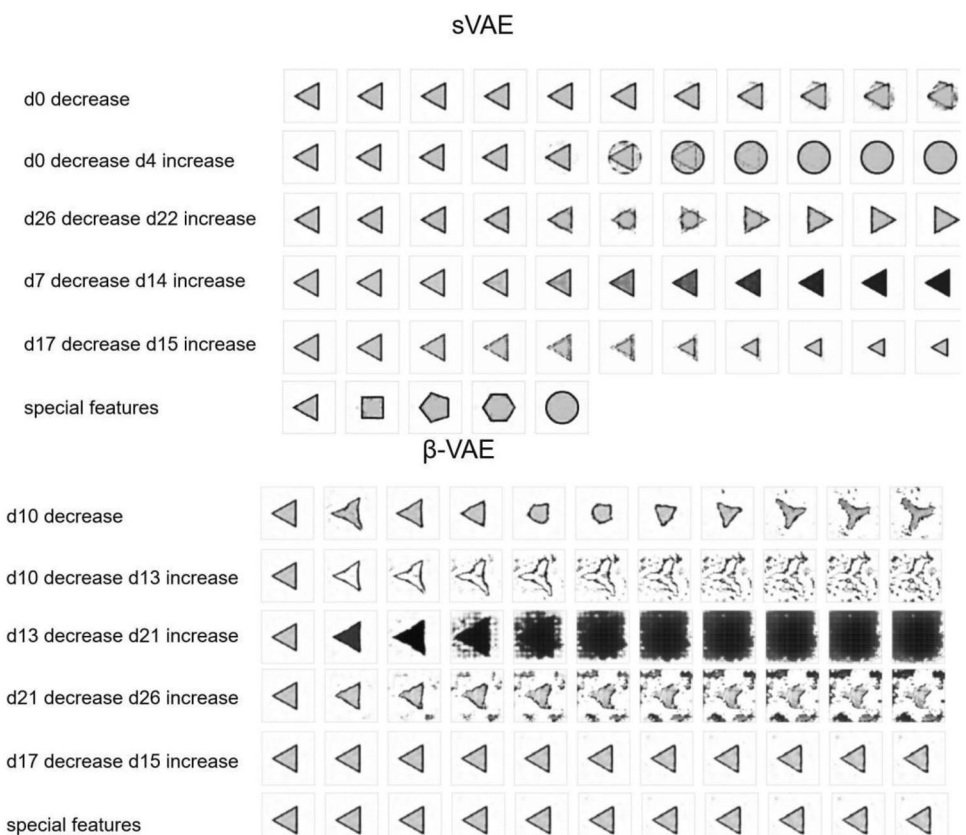 sVAE
d0 decrease
d0 decrease d4 increase
d26 decrease d22 increase
d7 decrease d14 increase
d17 decrease d15 increase
special features
β-VAE
d10 decrease
d10 decrease d13 increase
d13 decrease d21 increase
d21 decrease d26 increase
d17 decrease d15 increase
special features